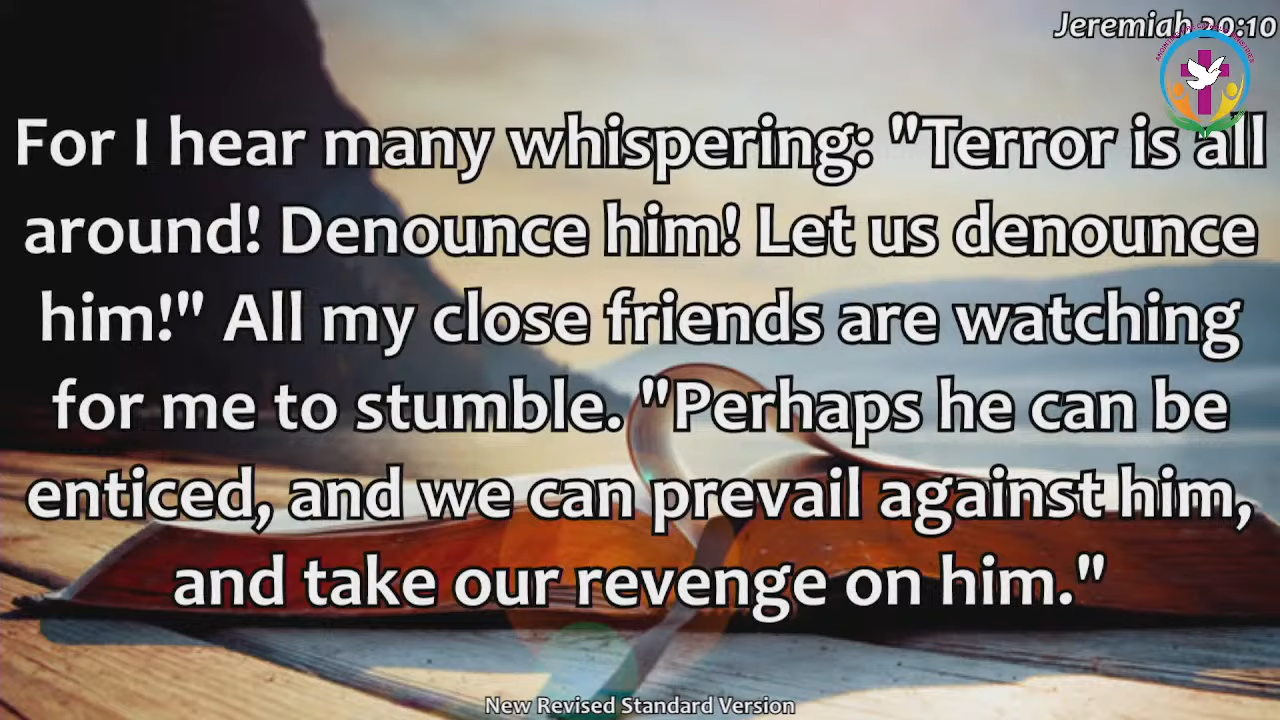 Jeremiah 20:10
For I hear many whispering: "Terror is all
around! Denounce him! Let us denounce
him!" All my close friends are watching
for me to stumble. "Perhaps he can be
enticed, and we can prevail against him,
and take our revenge on him."
New Revised Standard Version